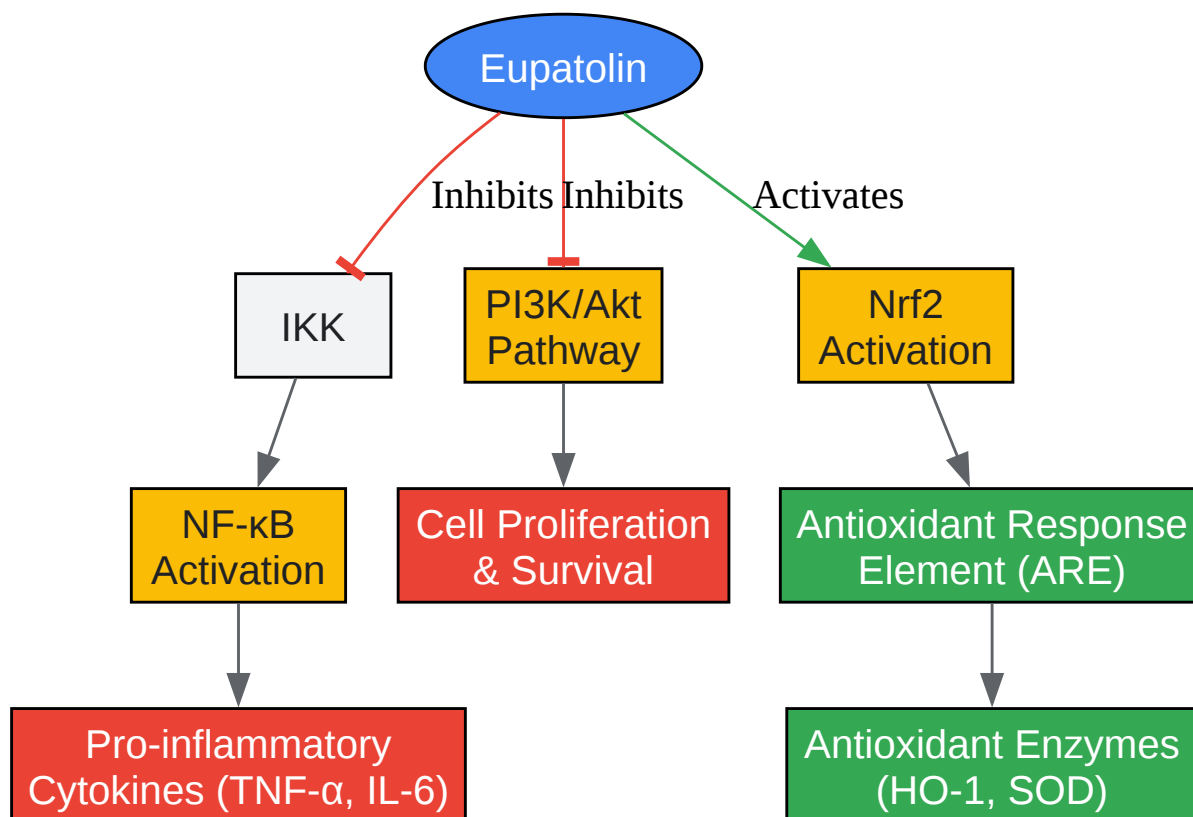 Eupatolin
Inhibits
Inhibits
Activates
IKK
PI3K/Akt
Pathway
Nrf2
Activation
NF-κB
Activation
Cell Proliferation
& Survival
Antioxidant Response
Element (ARE)
Pro-inflammatory
Cytokines (TNF-α, IL-6)
Antioxidant Enzymes
(HO-1, SOD)